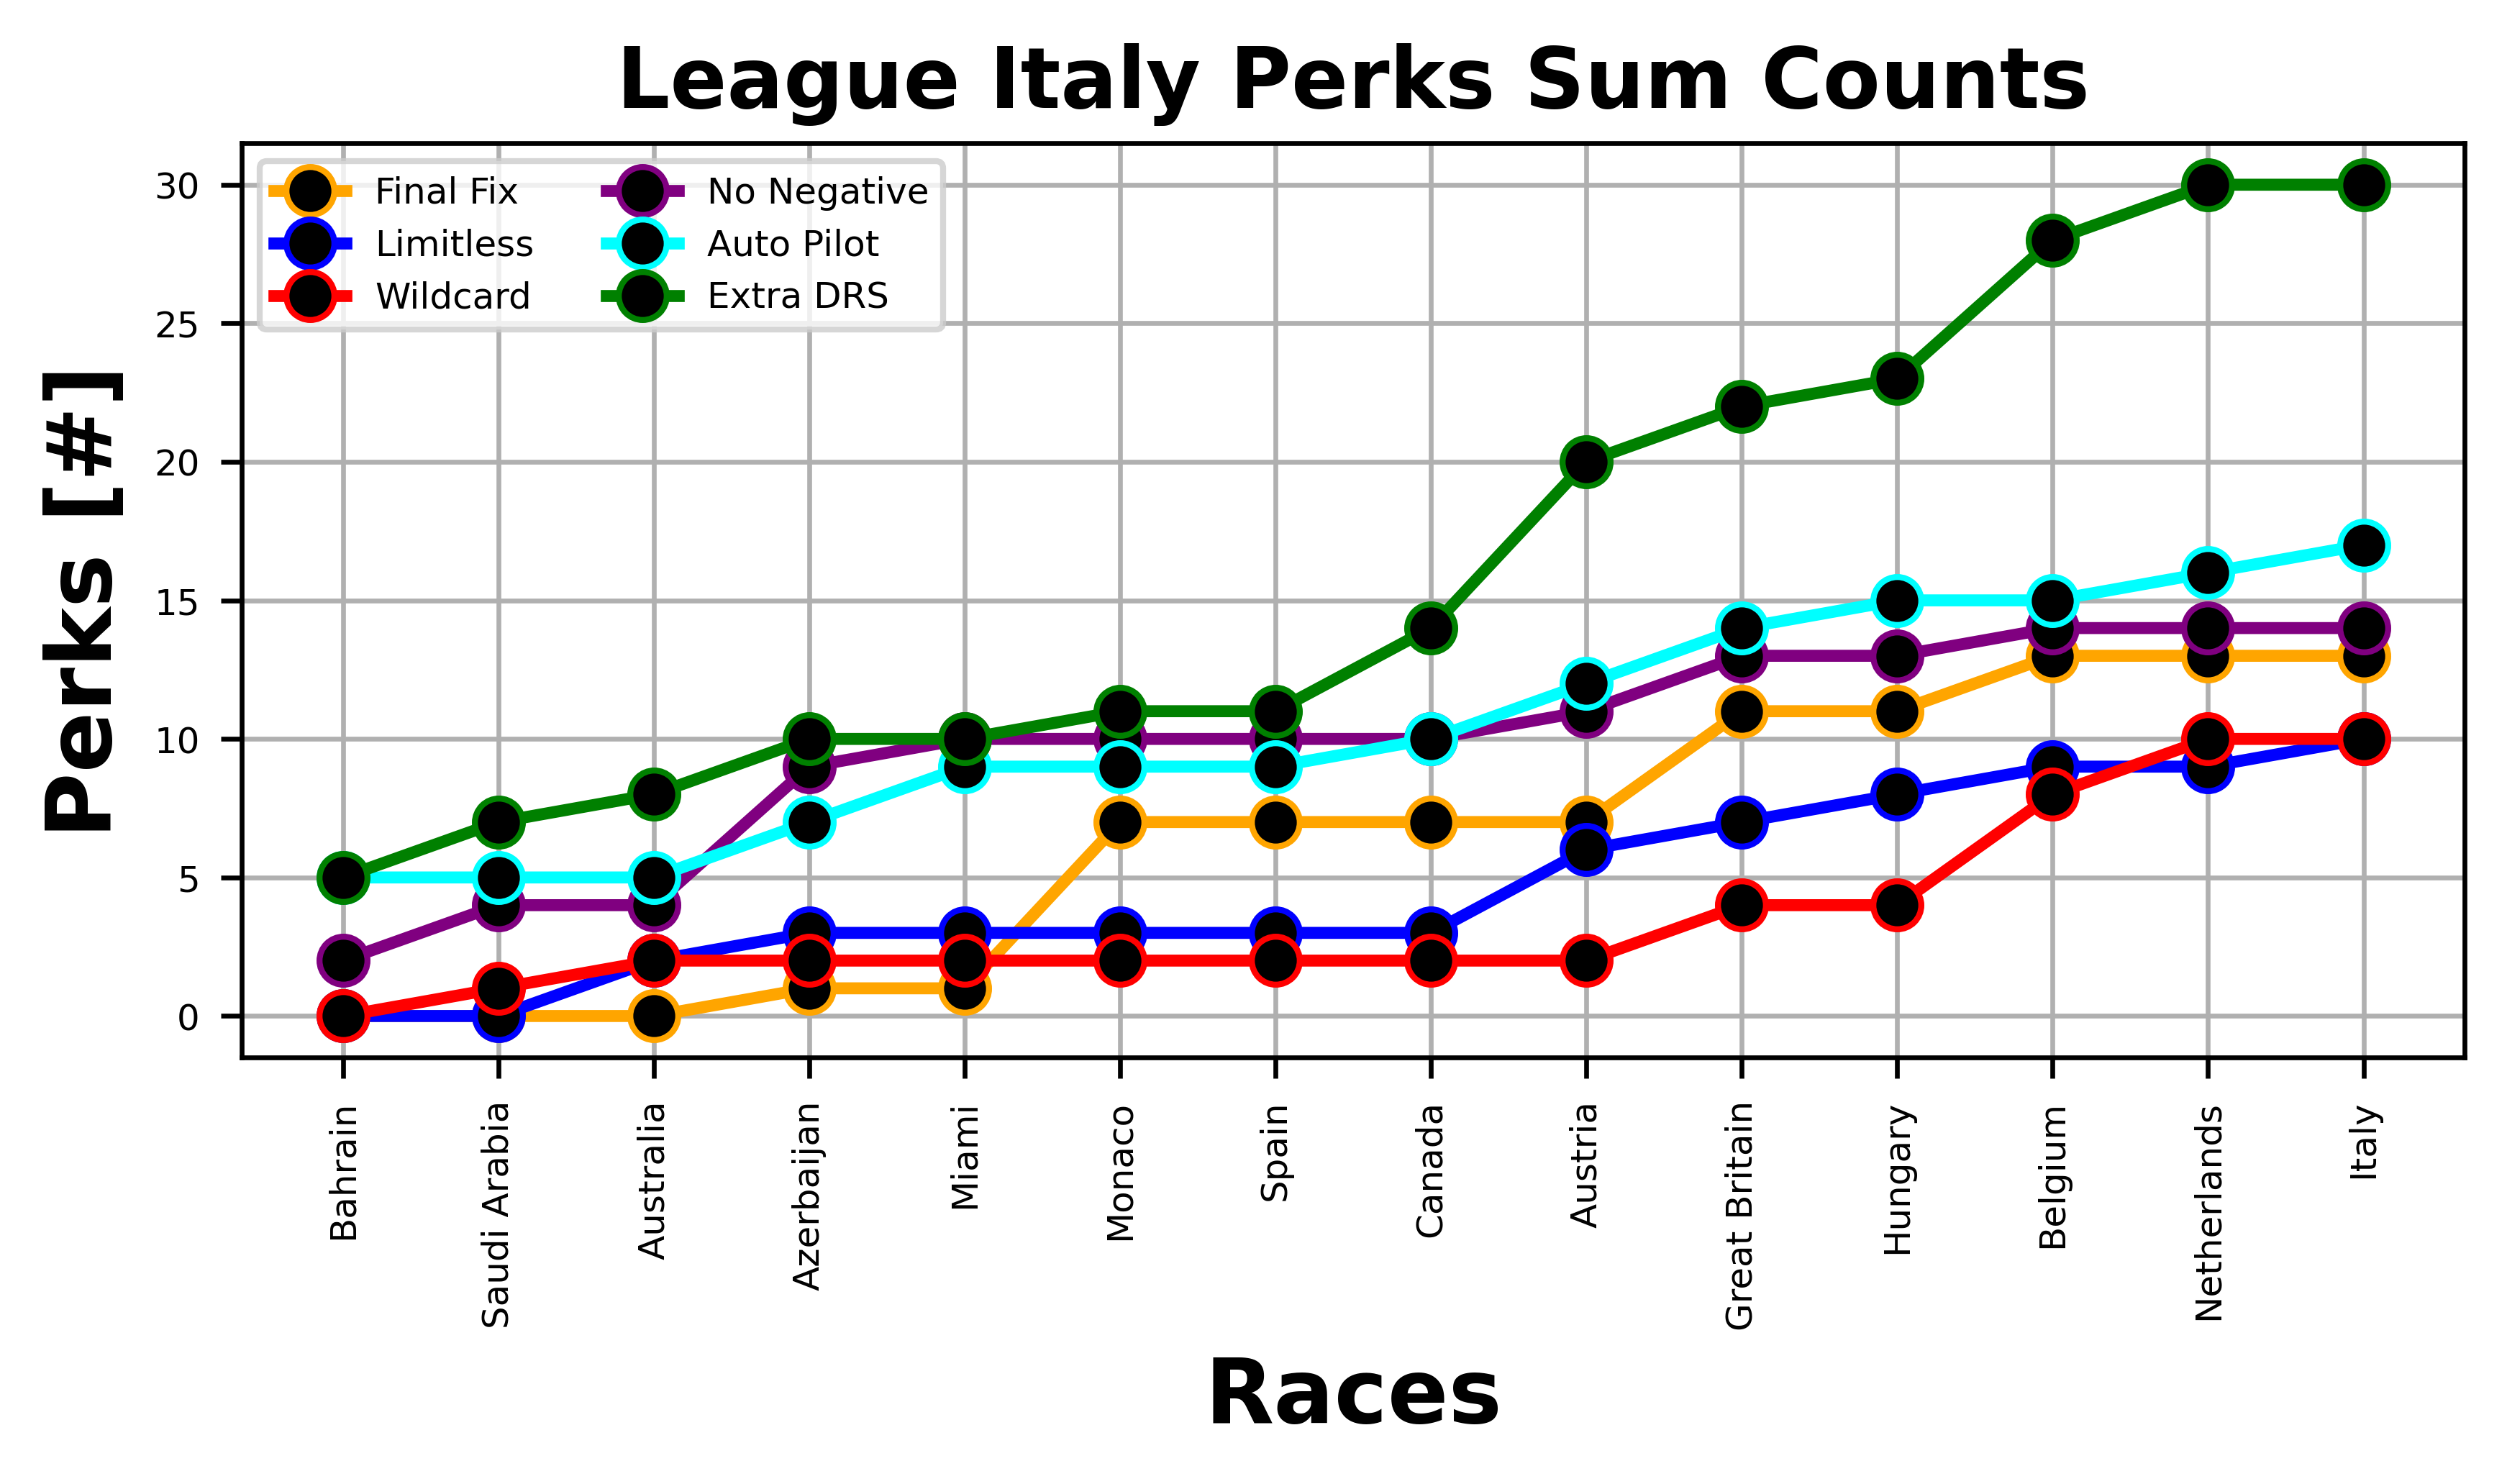 League Italy Perks Sum Counts
Final Fix
Limitless
Wildcard
No Negative
Auto Pilot
Extra DRS
Perks [#]
30
25
20
15
10
5
0
Bahrain
Saudi Arabia
Australia
Azerbaijan
Miami
Monaco
Spain
Canada
Austria
Great Britain
Hungary
Belgium
Netherlands
Italy
Races